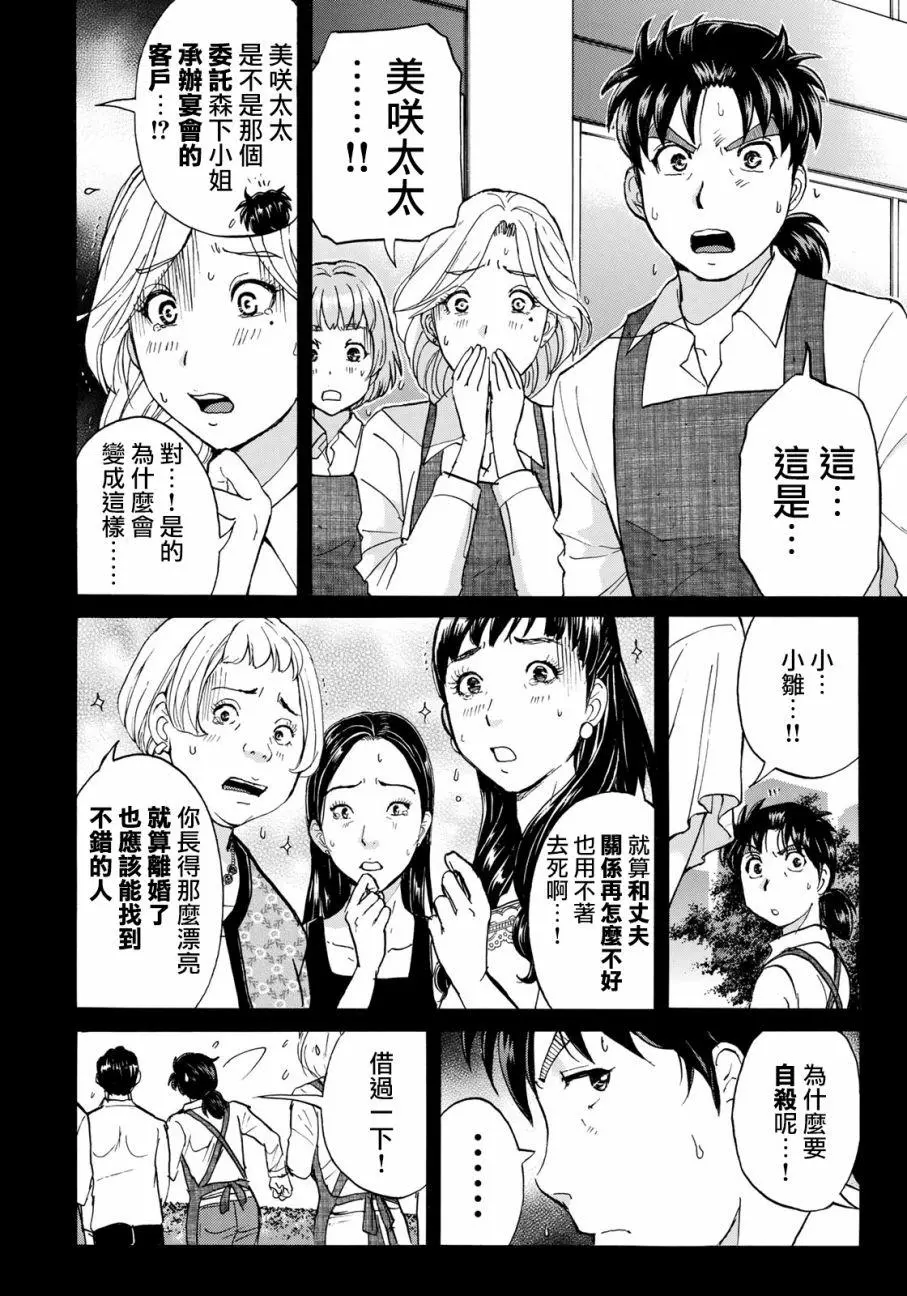 這…
這是…
美咲太太
……!!
美咲太太
是不是那個
委託森下小姐
承辦宴會的
客戶…!?
對…!是的
為什麼會
變成這樣……
小…
小雛…!!
就算和丈夫
關係再怎麼不好
也用不著
去死啊…!
你長得那麼漂亮
就算離婚了
也應該能找到
不錯的人
為什麼要
自殺呢…!
……
借過一下!